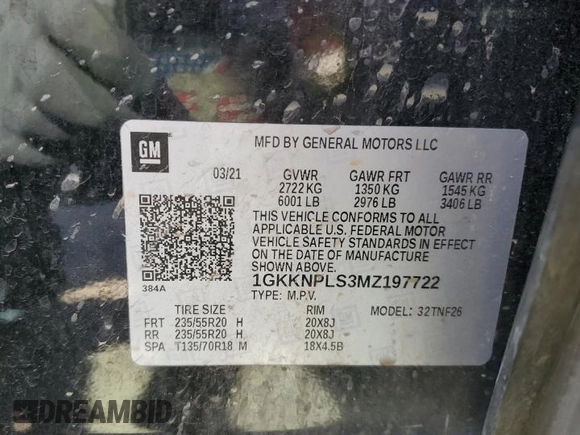 GM
MFD BY GENERAL MOTORS LLC
03/21 GVWR GAWR FRT GAWR RR
2722 KG 1350 KG 1545 KG
6001 LB 2976 LB 3406 LB
THIS VEHICLE CONFORMS TO ALL
APPLICABLE U.S. FEDERAL MOTOR
VEHICLE SAFETY STANDARDS IN EFFECT
ON THE DATE OF MANUFACTURE
SHOWN ABOVE.
384A
1GKKNPLS3MZ197722
TYPE: M.P.V. MODEL: 32TNF26
TIRE SIZE RIM
FRT 235/55R20 H 20X8J
RR 235/55R20 H 20X8J
SPA T135/70R18 M 18X4.5B
DREAMBID